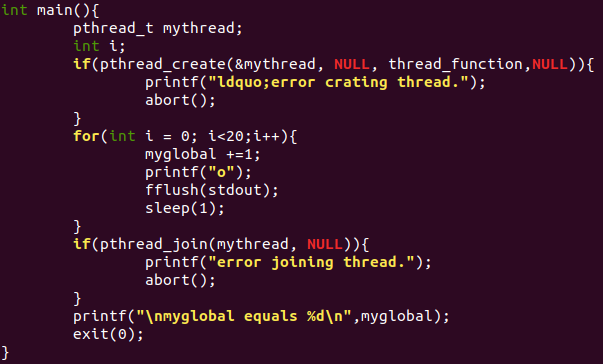 int main(){
        pthread_t mythread;
        int i;
        if(pthread_create(&mythread, NULL, thread_function,NULL)){
                printf("ldquo;error crating thread.");
                abort();
        }
        for(int i = 0; i<20;i++){
                myglobal +=1;
                printf("o");
                fflush(stdout);
                sleep(1);
        }
        if(pthread_join(mythread, NULL)){
                printf("error joining thread.");
                abort();
        }
        printf("\nmyglobal equals %d\n",myglobal);
        exit(0);
}